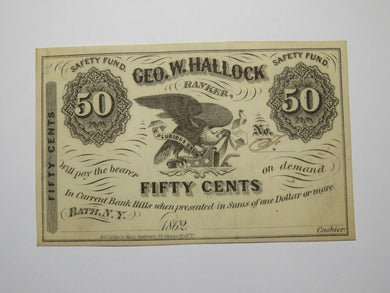 SAFETY FUND. SAFETY FUND.
GEO. W. HALLOCK
BANKER,
50 50
E PLURIBUS UNUM
No.
FIFTY CENTS
Will pay the bearer on demand
FIFTY CENTS
In Current Bank Bills when presented in Sums of one Dollar or more.
BATH, N.Y. 1862
Cashier.